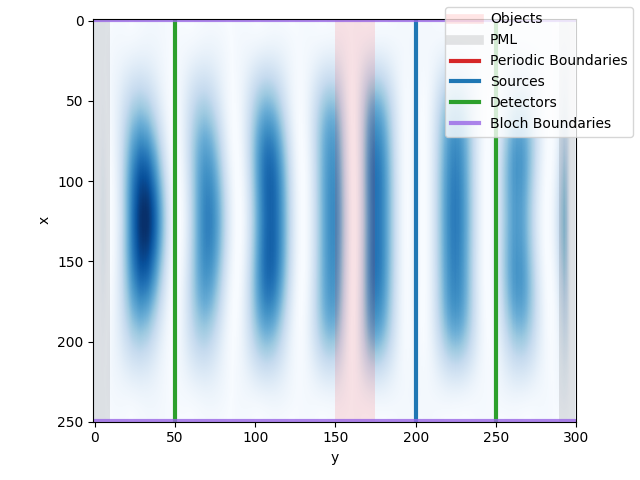 Objects
PML
Periodic Boundaries
Sources
Detectors
Bloch Boundaries
0
50
100
150
200
250
x
0 50 100 150 200 250 300
y